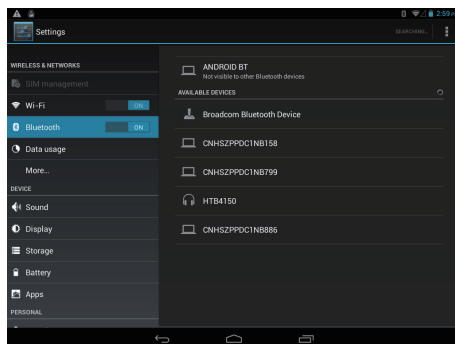 2:59
Settings
SEARCHING...
WIRELESS & NETWORKS
SIM management
Wi-Fi
ON
Bluetooth
ON
Data usage
More...
DEVICE
Sound
Display
Storage
Battery
Apps
PERSONAL
ANDROID BT
Not visible to other Bluetooth devices
AVAILABLE DEVICES
Broadcom Bluetooth Device
CNHSZPPDC1NB158
CNHSZPPDC1NB799
HTB4150
CNHSZPPDC1NB886